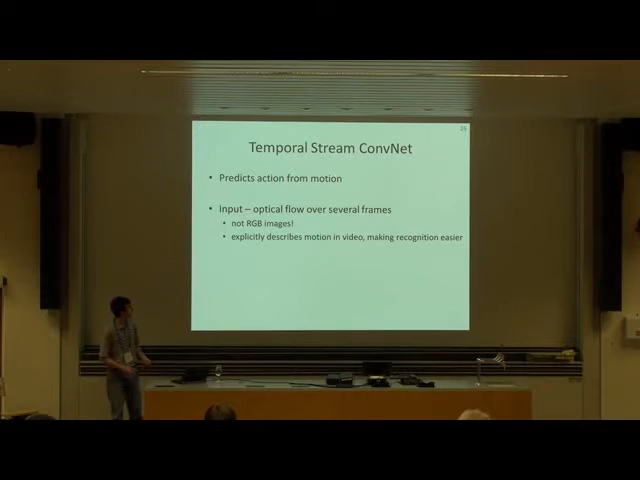 Temporal Stream ConvNet
• Predicts action from motion
• Input – optical flow over several frames
• not RGB images!
• explicitly describes motion in video, making recognition easier